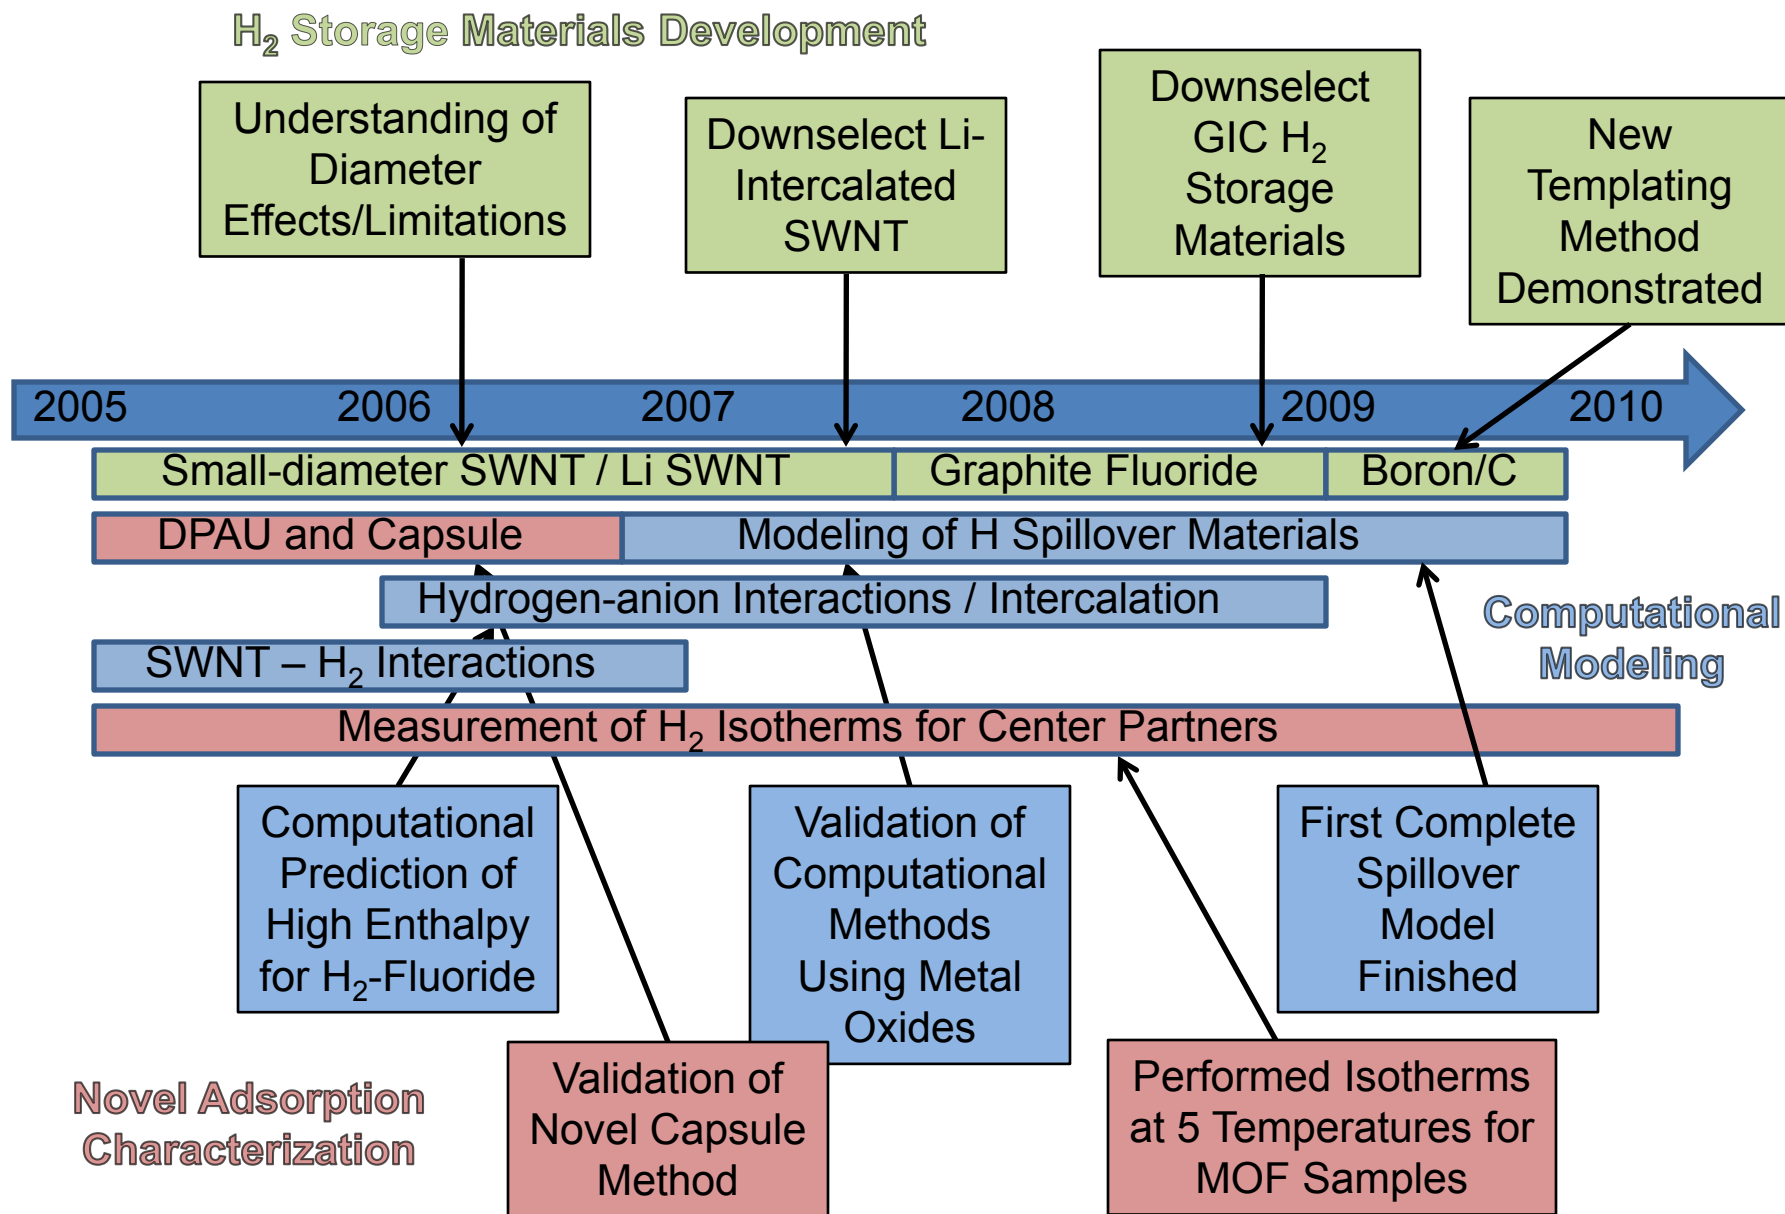 H₂ Storage Materials Development
Understanding of
Diameter
Effects/Limitations
Downselect Li-
Intercalated
SWNT
Downselect
GIC H₂
Storage
Materials
New
Templating
Method
Demonstrated
2005 2006 2007 2008 2009 2010
Small-diameter SWNT / Li SWNT
Graphite Fluoride
Boron/C
DPAU and Capsule
Modeling of H Spillover Materials
Hydrogen-anion Interactions / Intercalation
SWNT – H₂ Interactions
Computational
Modeling
Measurement of H₂ Isotherms for Center Partners
Computational
Prediction of
High Enthalpy
for H₂-Fluoride
Validation of
Computational
Methods
Using Metal
Oxides
First Complete
Spillover
Model
Finished
Novel Adsorption
Characterization
Validation of
Novel Capsule
Method
Performed Isotherms
at 5 Temperatures for
MOF Samples